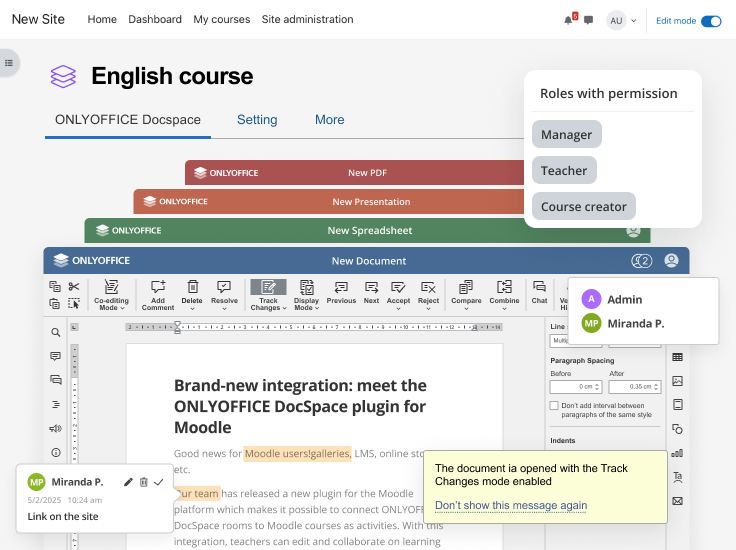 New Site Home Dashboard My courses Site administration AU Edit mode
English course
ONLYOFFICE Docspace Setting More
Roles with permission
Manager
Teacher
Course creator
ONLYOFFICE New PDF
ONLYOFFICE New Presentation
ONLYOFFICE New Spreadsheet
ONLYOFFICE New Document 2
Co-editing Mode
Add Comment
Delete
Resolve
Track Changes
Display Mode
Previous
Next
Accept
Reject
Compare
Combine
Chat
A Admin
MP Miranda P.
Line
Paragraph Spacing
Before After
0 cm 0.35 cm
Don't add interval between
paragraphs of the same style
Indents
Brand-new integration: meet the
ONLYOFFICE DocSpace plugin for
Moodle
Good news for Moodle users!galleries, LMS, online
etc.
Our team has released a new plugin for the Moodle
platform which makes it possible to connect
DocSpace rooms to Moodle courses as activities. With this
integration, teachers can edit and collaborate on learning
MP Miranda P.
5/2/2025 10:24 am
Link on the site
The document ia opened with the Track
Changes mode enabled
Don't show this message again